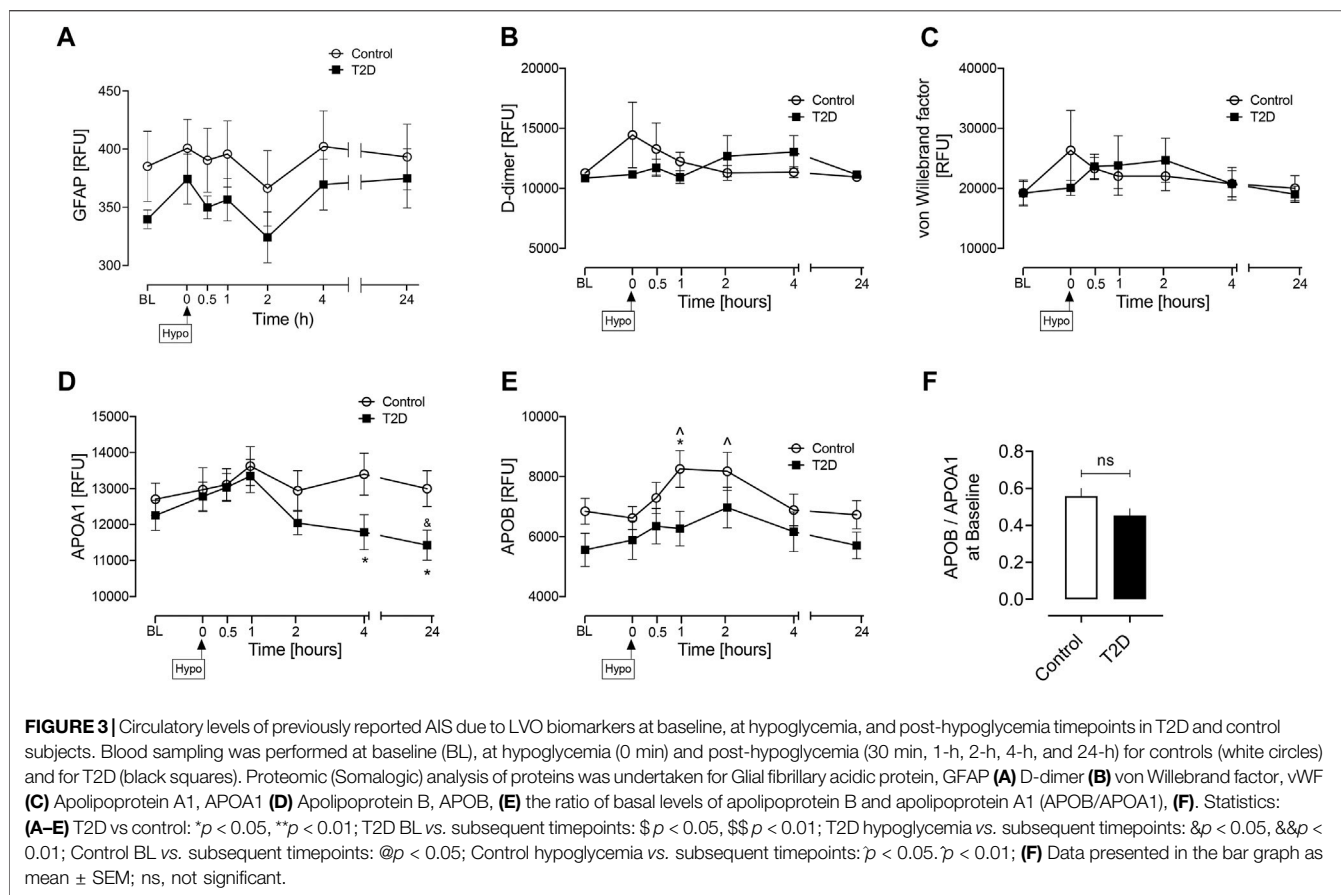 A
Control
T2D
450
400
350
300
GFAP [RFU]
BL
0
0.5
1
2
4
24
Time (h)
Hypo
B
Control
T2D
20000
15000
10000
5000
D-dimer [RFU]
BL
0
0.5
1
2
4
24
Time [hours]
Hypo
C
Control
T2D
40000
30000
20000
10000
von Willebrand factor
[RFU]
BL
0
0.5
1
2
4
24
Time [hours]
Hypo
D
Control
T2D
15000
14000
13000
12000
11000
10000
APOA1 [RFU]
&
*
*
BL
0
0.5
1
2
4
24
Time [hours]
Hypo
E
Control
T2D
10000
8000
6000
4000
APOB [RFU]
^
*
^
BL
0
0.5
1
2
4
24
Time [hours]
Hypo
F
0.8
0.6
0.4
0.2
0.0
APOB / APOA1
at Baseline
ns
Control
T2D
FIGURE 3 | Circulatory levels of previously reported AIS due to LVO biomarkers at baseline, at hypoglycemia, and post-hypoglycemia timepoints in T2D and control
subjects. Blood sampling was performed at baseline (BL), at hypoglycemia (0 min) and post-hypoglycemia (30 min, 1-h, 2-h, 4-h, and 24-h) for controls (white circles)
and for T2D (black squares). Proteomic (Somalogic) analysis of proteins was undertaken for Glial fibrillary acidic protein, GFAP (A) D-dimer (B) von Willebrand factor, vWF
(C) Apolipoprotein A1, APOA1 (D) Apolipoprotein B, APOB, (E) the ratio of basal levels of apolipoprotein B and apolipoprotein A1 (APOB/APOA1), (F). Statistics:
(A–E) T2D vs control: *p < 0.05, **p < 0.01; T2D BL vs. subsequent timepoints: $ p < 0.05, $$ p < 0.01; T2D hypoglycemia vs. subsequent timepoints: &p < 0.05, &&p <
0.01; Control BL vs. subsequent timepoints: @p < 0.05; Control hypoglycemia vs. subsequent timepoints: p̂ < 0.05. p̂ < 0.01; (F) Data presented in the bar graph as
mean ± SEM; ns, not significant.